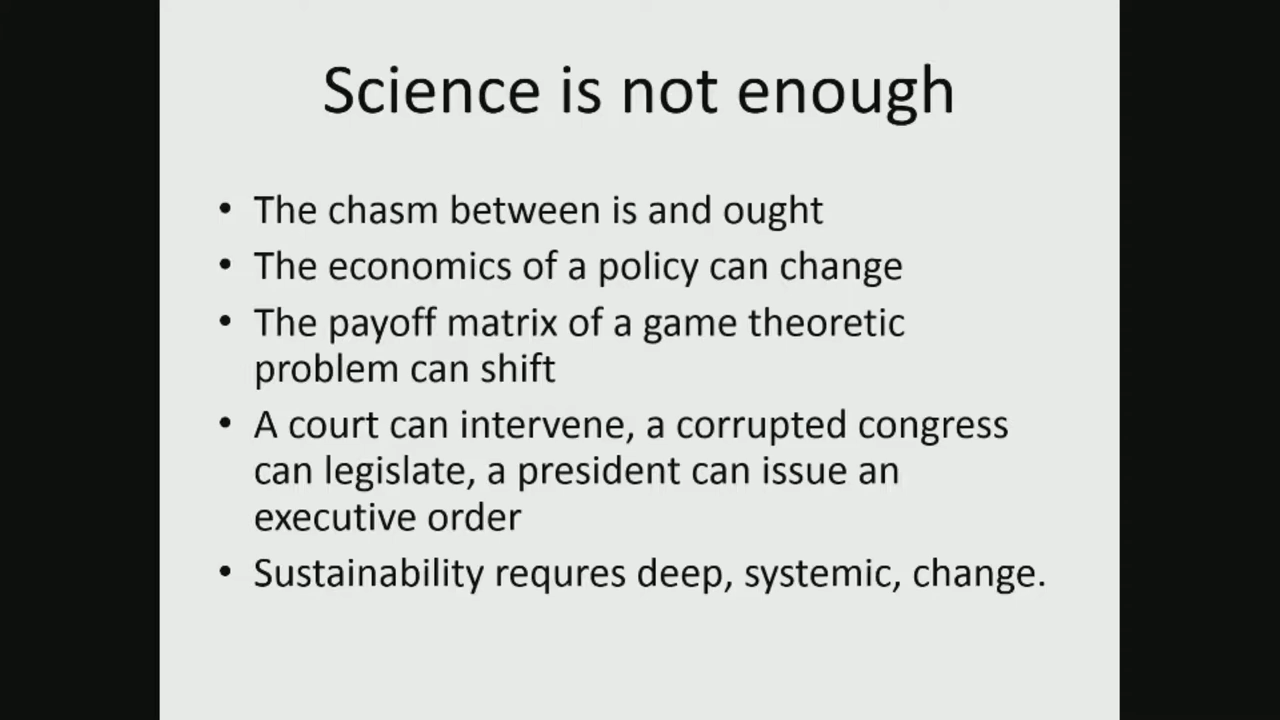 Science is not enough
• The chasm between is and ought
• The economics of a policy can change
• The payoff matrix of a game theoretic
problem can shift
• A court can intervene, a corrupted congress
can legislate, a president can issue an
executive order
• Sustainability requres deep, systemic, change.